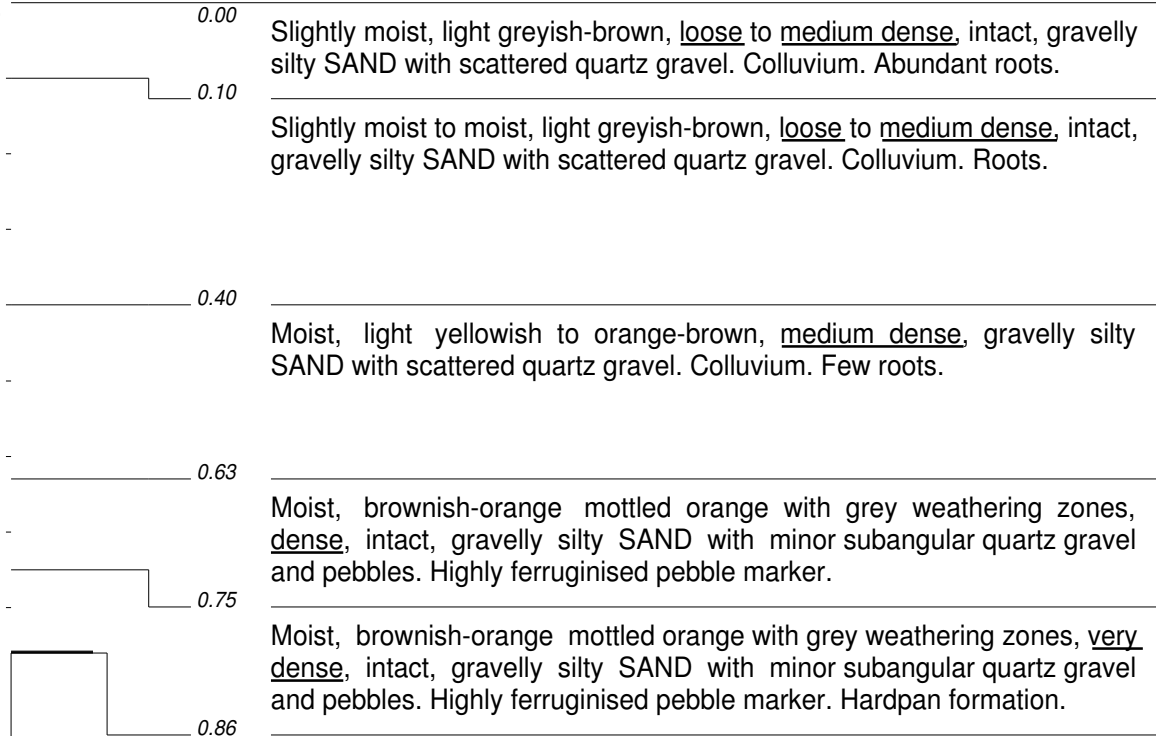 0.00
Slightly moist, light greyish-brown, loose to medium dense, intact, gravelly
silty SAND with scattered quartz gravel. Colluvium. Abundant roots.
0.10
Slightly moist to moist, light greyish-brown, loose to medium dense, intact,
gravelly silty SAND with scattered quartz gravel. Colluvium. Roots.
0.40
Moist, light yellowish to orange-brown, medium dense, gravelly silty
SAND with scattered quartz gravel. Colluvium. Few roots.
0.63
Moist, brownish-orange mottled orange with grey weathering zones,
dense, intact, gravelly silty SAND with minor subangular quartz gravel
and pebbles. Highly ferruginised pebble marker.
0.75
Moist, brownish-orange mottled orange with grey weathering zones, very
dense, intact, gravelly silty SAND with minor subangular quartz gravel
and pebbles. Highly ferruginised pebble marker. Hardpan formation.
0.86